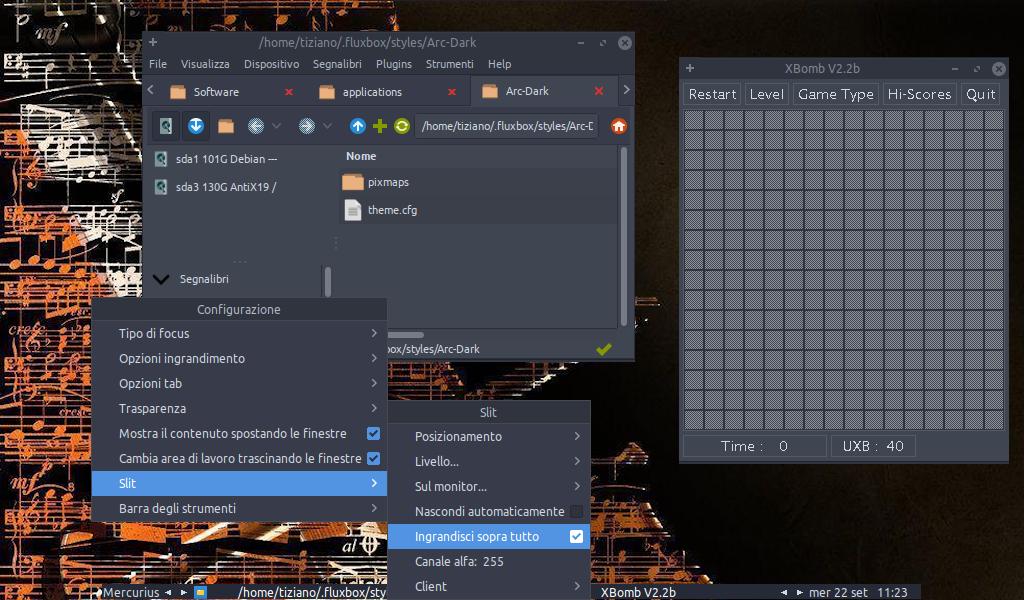 /home/tiziano/.fluxbox/styles/Arc-Dark
File Visualizza Dispositivo Segnalibri Plugins Strumenti Help
Software applications Arc-Dark
/home/tiziano/.fluxbox/styles/Arc-D
sda1 101G Debian ---
sda3 130G AntiX19 /
Nome
pixmaps
theme.cfg
Segnalibri
box/styles/Arc-Dark
Configurazione
Tipo di focus
Opzioni ingrandimento
Opzioni tab
Trasparenza
Mostra il contenuto spostando le finestre
Cambia area di lavoro trascinando le finestre
Slit
Barra degli strumenti
Slit
Posizionamento
Livello...
Sul monitor...
Nascondi automaticamente
Ingrandisci sopra tutto
Canale alfa: 255
Client
XBomb V2.2b
Restart Level Game Type Hi-Scores Quit
Time : 0 UXB : 40
mf
sf
cresc.
mf
al
Mercurius /home/tiziano/.fluxbox/sty XBomb V2.2b mer 22 set 11:23